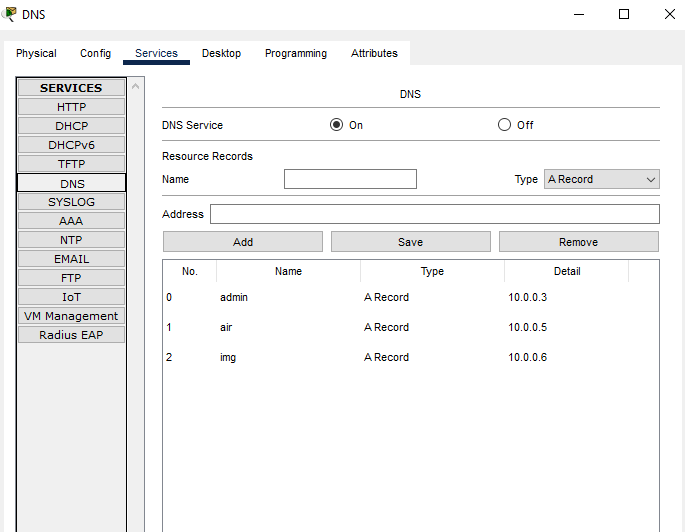 DNS
Physical Config Services Desktop Programming Attributes
SERVICES
HTTP
DHCP
DHCPv6
TFTP
DNS
SYSLOG
AAA
NTP
EMAIL
FTP
IoT
VM Management
Radius EAP
DNS
DNS Service On Off
Resource Records
Name Type A Record
Address
Add Save Remove
No. Name Type Detail
0 admin A Record 10.0.0.3
1 air A Record 10.0.0.5
2 img A Record 10.0.0.6